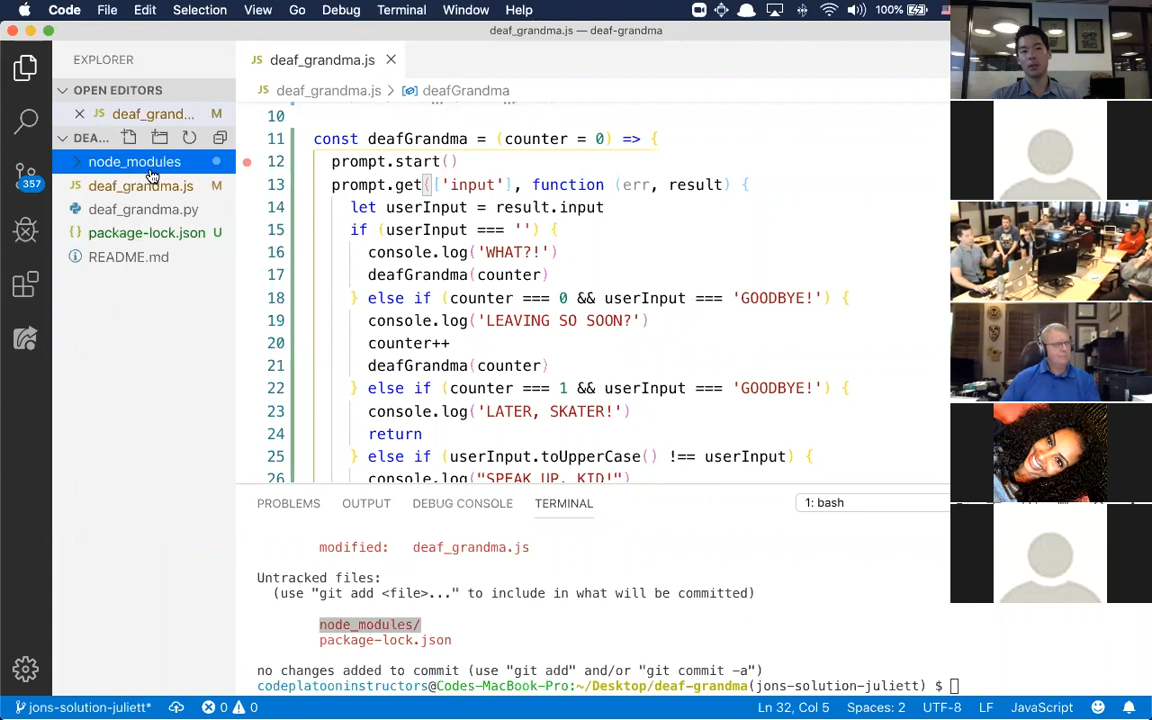 Code File Edit Selection View Go Debug Terminal Window Help 100%
deaf_grandma.js — deaf-grandma
EXPLORER
JS deaf_grandma.js ×
OPEN EDITORS
deaf_grandma.js > deafGrandma
× JS deaf_grand... M
DEA...
node_modules
JS deaf_grandma.js M
deaf_grandma.py
{} package-lock.json U
README.md
357
10
11 const deafGrandma = (counter = 0) => {
12 prompt.start()
13 prompt.get(['input'], function (err, result) {
14 let userInput = result.input
15 if (userInput === '') {
16 console.log('WHAT?!')
17 deafGrandma(counter)
18 } else if (counter === 0 && userInput === 'GOODBYE!') {
19 console.log('LEAVING SO SOON?')
20 counter++
21 deafGrandma(counter)
22 } else if (counter === 1 && userInput === 'GOODBYE!') {
23 console.log('LATER, SKATER!')
24 return
25 } else if (userInput.toUpperCase() !== userInput) {
26 console.log("SPEAK UP, KID!")
PROBLEMS OUTPUT DEBUG CONSOLE TERMINAL 1: bash
modified: deaf_grandma.js
Untracked files:
(use "git add <file>..." to include in what will be committed)
node_modules/
package-lock.json
no changes added to commit (use "git add" and/or "git commit -a")
codeplatooninstructors@Codes-MacBook-Pro:~/Desktop/deaf-grandma(jons-solution-juliett) $
jons-solution-juliett* 0 0 Ln 32, Col 5 Spaces: 2 UTF-8 LF JavaScript